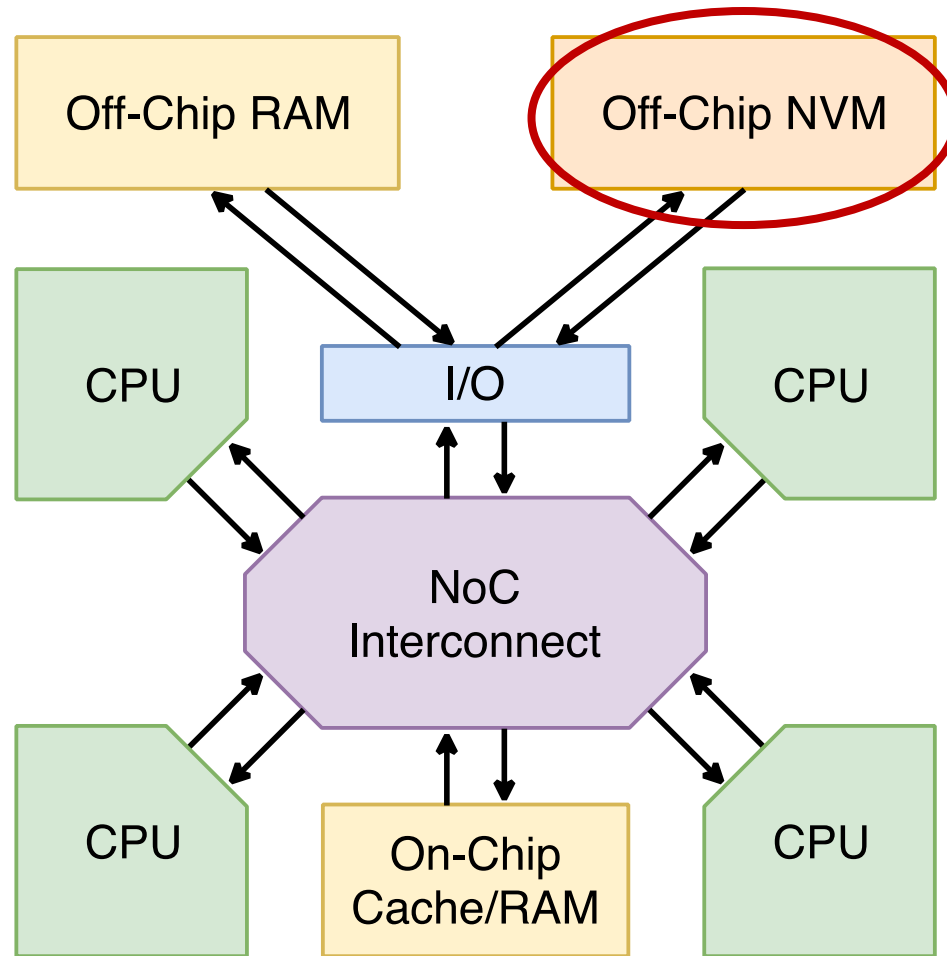 Off-Chip RAM
Off-Chip NVM
CPU
I/O
CPU
NoC
Interconnect
CPU
On-Chip
Cache/RAM
CPU